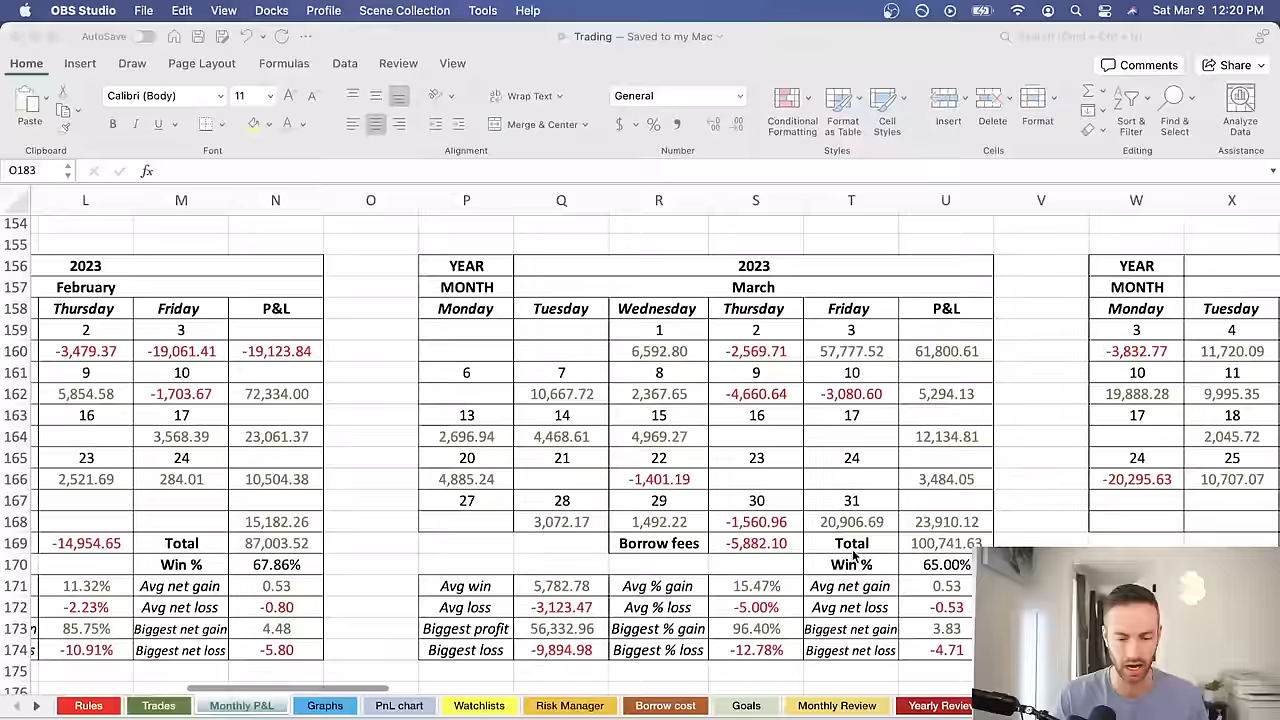 OBS Studio File Edit View Docks Profile Scene Collection Tools Help Sat Mar 9 12:20 PM
AutoSave Trading — Saved to my Mac Search (Cmd + Ctrl + U)
Home Insert Draw Page Layout Formulas Data Review View Comments Share
Paste Calibri (Body) 11 A A Wrap Text General Conditional Formatting Format as Table Cell Styles Insert Delete Format Sort & Filter Find & Select Analyze Data
B I U A Merge & Center $ % 9
Clipboard Font Alignment Number Styles Cells Editing Assistance
O183 fx
L M N O P Q R S T U V W X
154
155
156 2023 YEAR 2023 YEAR
157 February MONTH March MONTH
158 Thursday Friday P&L Monday Tuesday Wednesday Thursday Friday P&L Monday Tuesday
159 2 3 1 2 3 3 4
160 -3,479.37 -19,061.41 -19,123.84 6,592.80 -2,569.71 57,777.52 61,800.61 -3,832.77 11,720.09
161 9 10 6 7 8 9 10 10 11
162 5,854.58 -1,703.67 72,334.00 10,667.72 2,367.65 -4,660.64 -3,080.60 5,294.13 19,888.28 9,995.35
163 16 17 13 14 15 16 17 17 18
164 3,568.39 23,061.37 2,696.94 4,468.61 4,969.27 12,134.81 2,045.72
165 23 24 20 21 22 23 24 24 25
166 2,521.69 284.01 10,504.38 4,885.24 -1,401.19 3,484.05 -20,295.63 10,707.07
167 27 28 29 30 31
168 15,182.26 3,072.17 1,492.22 -1,560.96 20,906.69 23,910.12
169 -14,954.65 Total 87,003.52 Borrow fees -5,882.10 Total 100,741.63
170 Win % 67.86% Win % 65.00%
171 11.32% Avg net gain 0.53 Avg win 5,782.78 Avg % gain 15.47% Avg net gain 0.53
172 -2.23% Avg net loss -0.80 Avg loss -3,123.47 Avg % loss -5.00% Avg net loss -0.53
173 n 85.75% Biggest net gain 4.48 Biggest profit 56,332.96 Biggest % gain 96.40% Biggest net gain 3.83
174 s -10.91% Biggest net loss -5.80 Biggest loss -9,894.98 Biggest % loss -12.78% Biggest net loss -4.71
175
176
Rules Trades Monthly P&L Graphs PnL chart Watchlists Risk Manager Borrow cost Goals Monthly Review Yearly Review